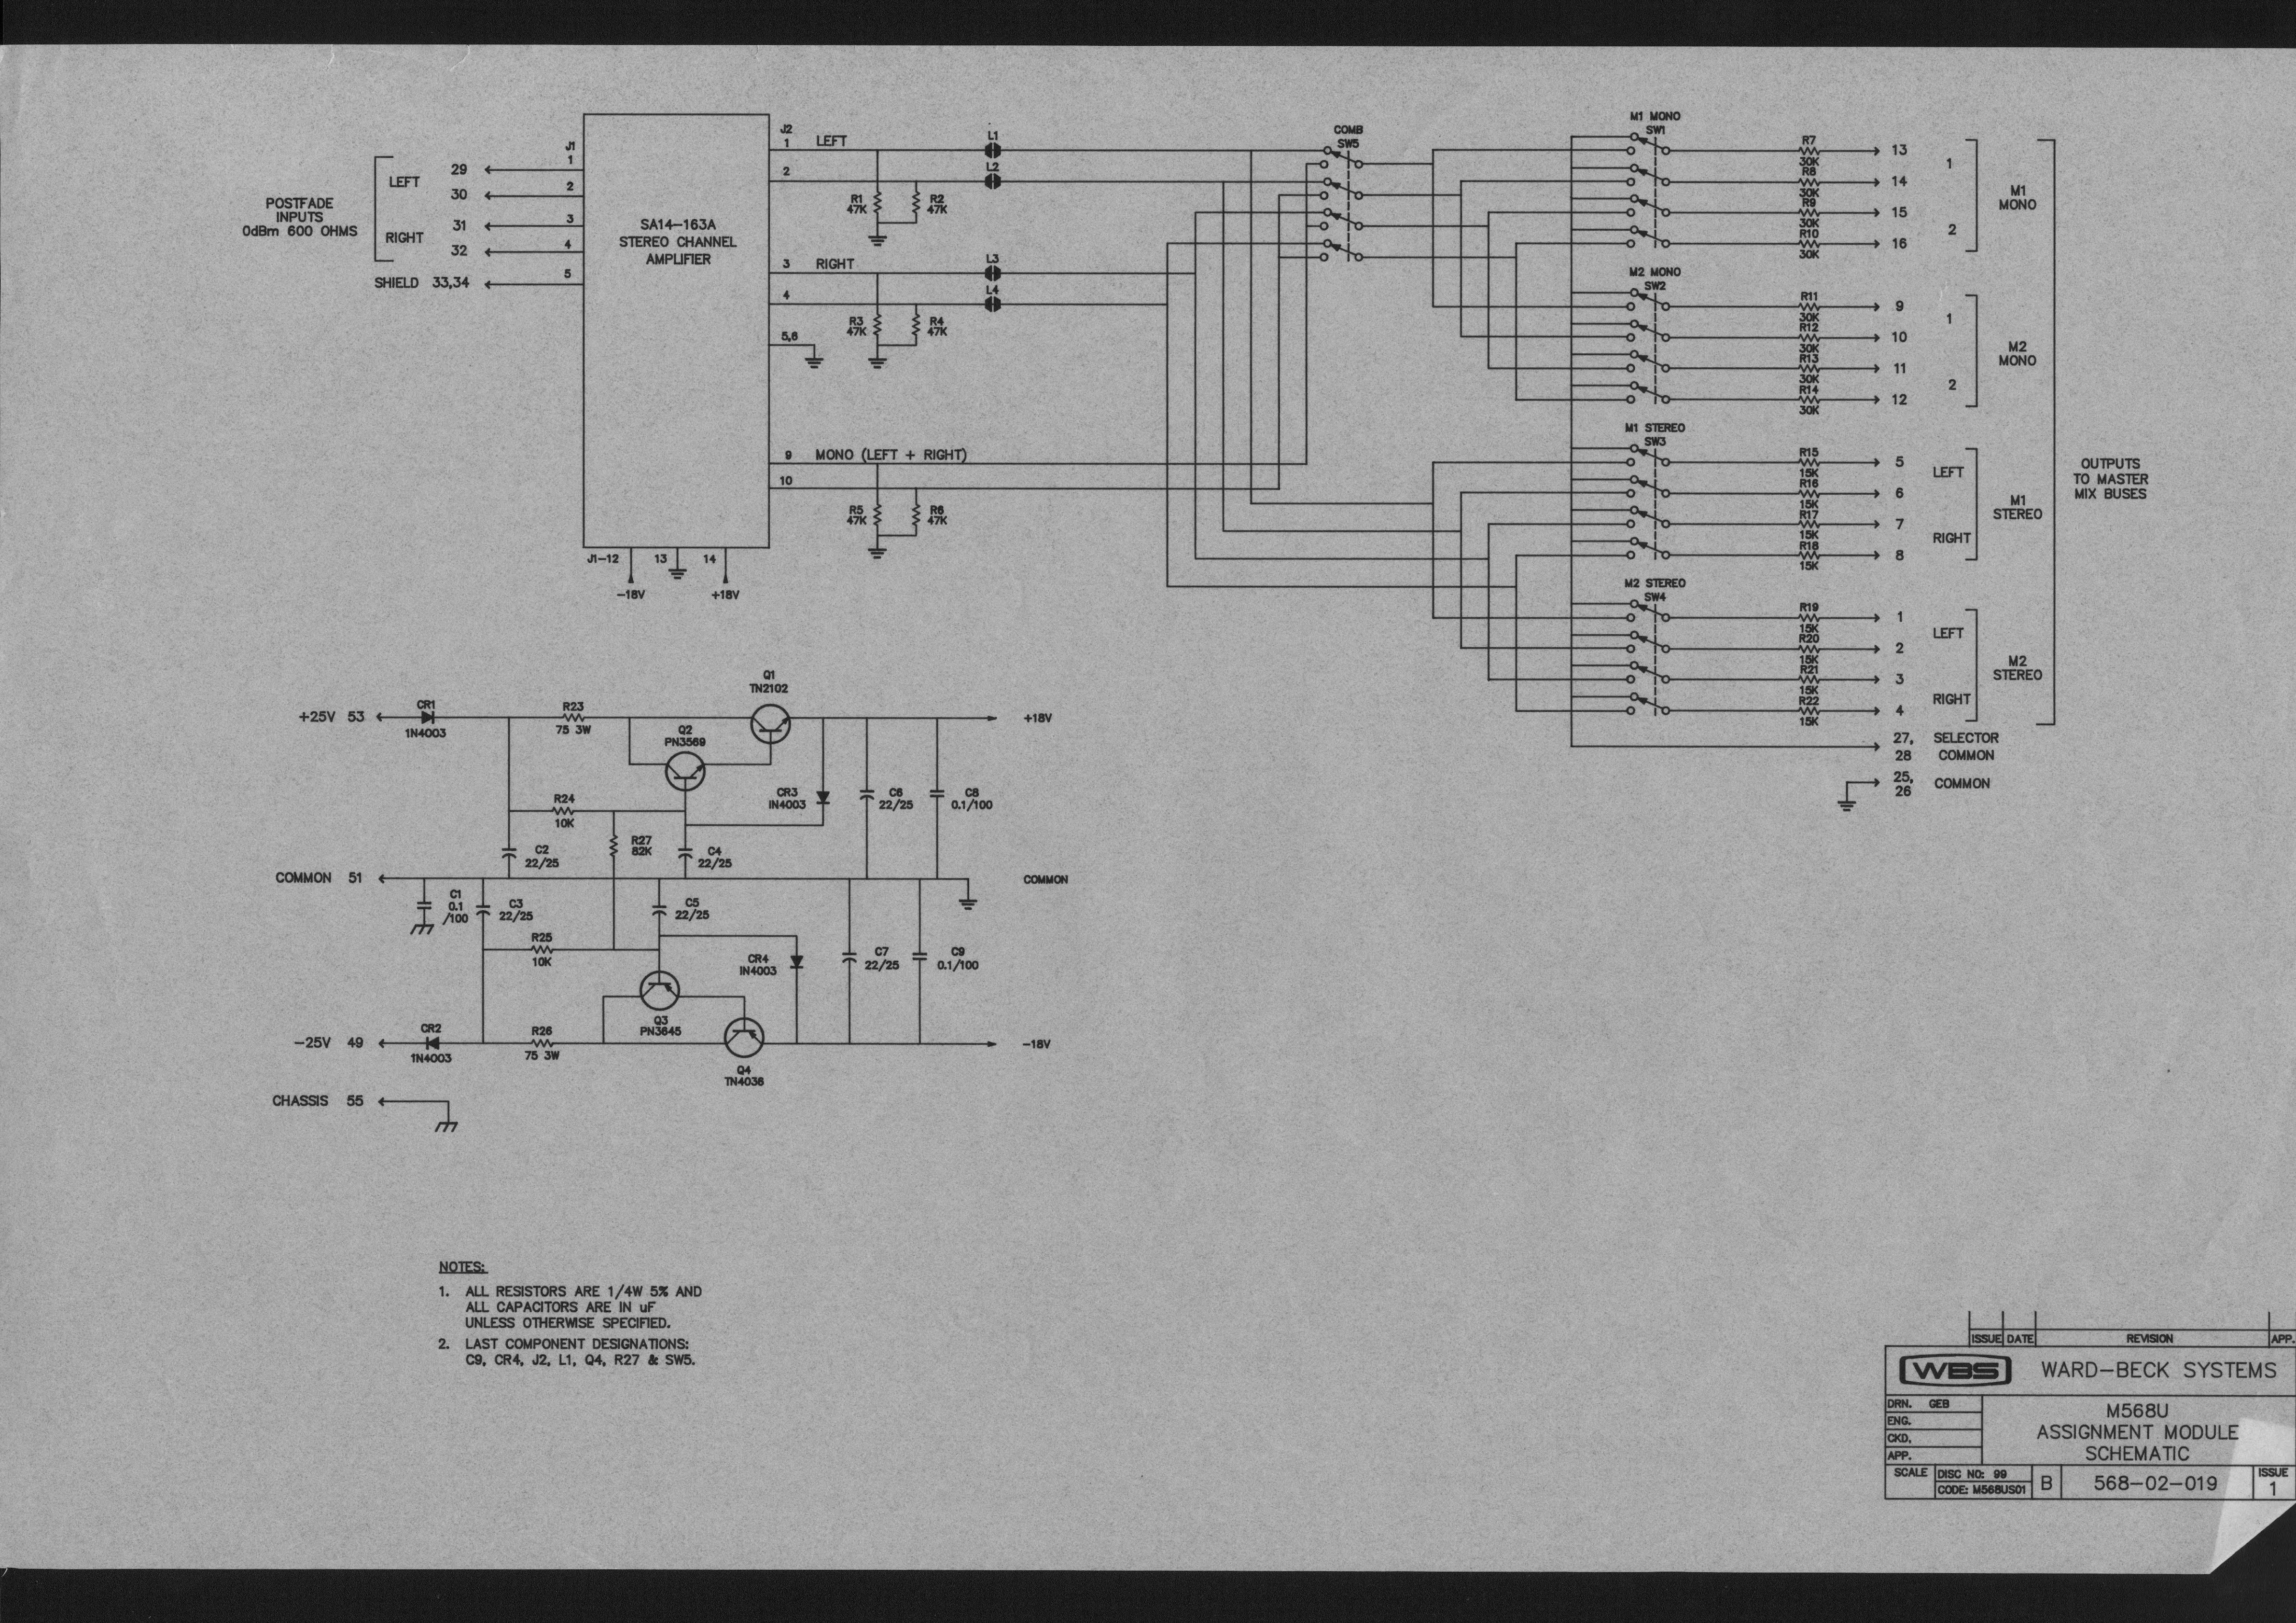 POSTFADE
INPUTS
0dBm 600 OHMS
LEFT
RIGHT
29
30
31
32
SHIELD 33,34
J1
1
2
3
4
5
SA14-163A
STEREO CHANNEL
AMPLIFIER
J1-12
13
14
-18V
+18V
J2
1
LEFT
2
3
RIGHT
4
5,6
9
MONO (LEFT + RIGHT)
10
R1
47K
R2
47K
R3
47K
R4
47K
R5
47K
R6
47K
L1
L2
L3
L4
COMB
SW5
M1 MONO
SW1
R7
30K
R8
30K
R9
30K
R10
30K
13
14
15
16
1
2
M1
MONO
M2 MONO
SW2
R11
30K
R12
30K
R13
30K
R14
30K
9
10
11
12
1
2
M2
MONO
M1 STEREO
SW3
R15
15K
R16
15K
R17
15K
R18
15K
5
6
7
8
LEFT
RIGHT
M1
STEREO
M2 STEREO
SW4
R19
15K
R20
15K
R21
15K
R22
15K
1
2
3
4
LEFT
RIGHT
M2
STEREO
OUTPUTS
TO MASTER
MIX BUSES
27, SELECTOR
28 COMMON
25, COMMON
26
+25V 53
CR1
1N4003
R23
75 3W
Q1
TN2102
Q2
PN3569
+18V
R24
10K
R27
82K
CR3
IN4003
C6
22/25
C8
0.1/100
C2
22/25
C4
22/25
COMMON 51
COMMON
C1
0.1
/100
C3
22/25
C5
22/25
R25
10K
CR4
IN4003
C7
22/25
C9
0.1/100
Q3
PN3645
-25V 49
CR2
1N4003
R26
75 3W
Q4
TN4036
-18V
CHASSIS 55
NOTES:
1. ALL RESISTORS ARE 1/4W 5% AND
ALL CAPACITORS ARE IN uF
UNLESS OTHERWISE SPECIFIED.
2. LAST COMPONENT DESIGNATIONS:
C9, CR4, J2, L1, Q4, R27 & SW5.
ISSUE DATE REVISION APP.
WBS WARD-BECK SYSTEMS
DRN. GEB
ENG.
CKD.
APP.
M568U
ASSIGNMENT MODULE
SCHEMATIC
SCALE
DISC NO: 99
CODE: M568US01
B
568-02-019
ISSUE
1